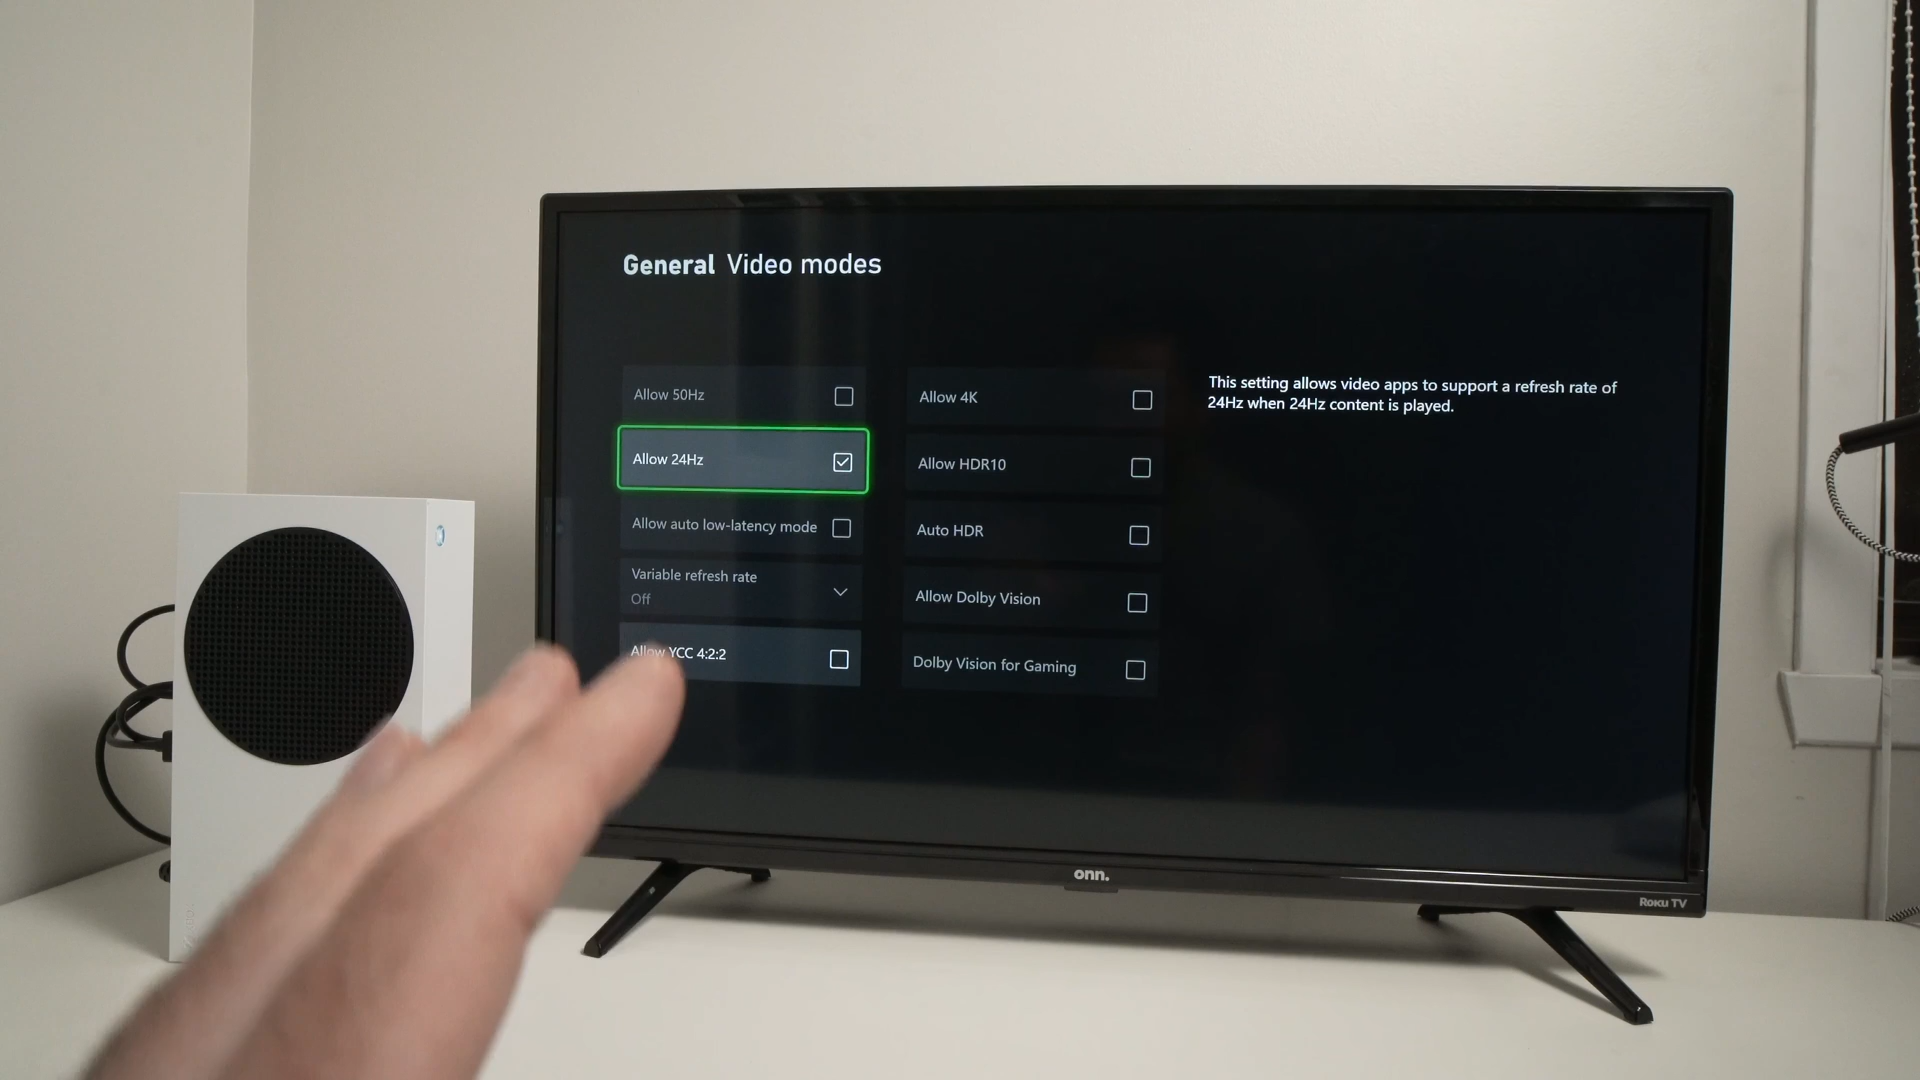 General Video modes
Allow 50Hz
Allow 24Hz
Allow auto low-latency mode
Variable refresh rate
Off
Allow YCC 4:2:2
Allow 4K
Allow HDR10
Auto HDR
Allow Dolby Vision
Dolby Vision for Gaming
This setting allows video apps to support a refresh rate of
24Hz when 24Hz content is played.
onn.
Roku TV